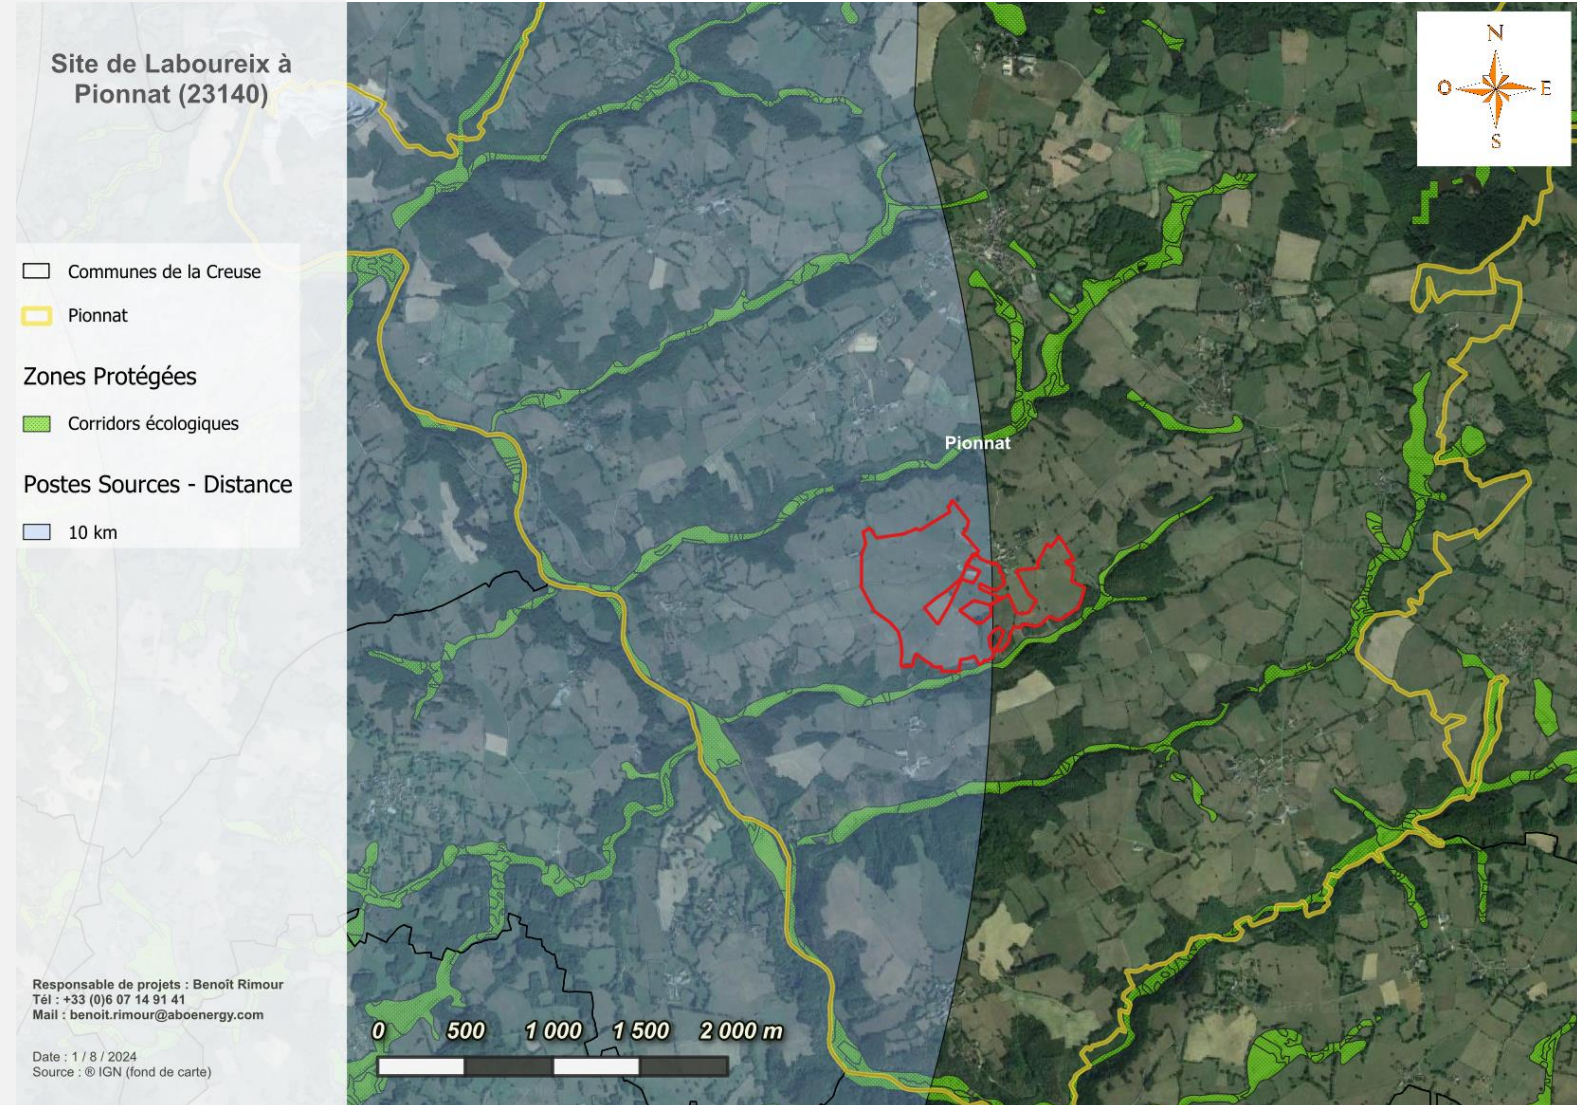 Site de Laboureix à
Pionnat (23140)
N
O
E
S
Communes de la Creuse
Pionnat
Zones Protégées
Corridors écologiques
Postes Sources - Distance
10 km
Pionnat
Responsable de projets : Benoît Rimour
Tél : +33 (0)6 07 14 91 41
Mail : benoit.rimour@aboenergy.com
0 500 1 000 1 500 2 000 m
Date : 1 / 8 / 2024
Source : ® IGN (fond de carte)